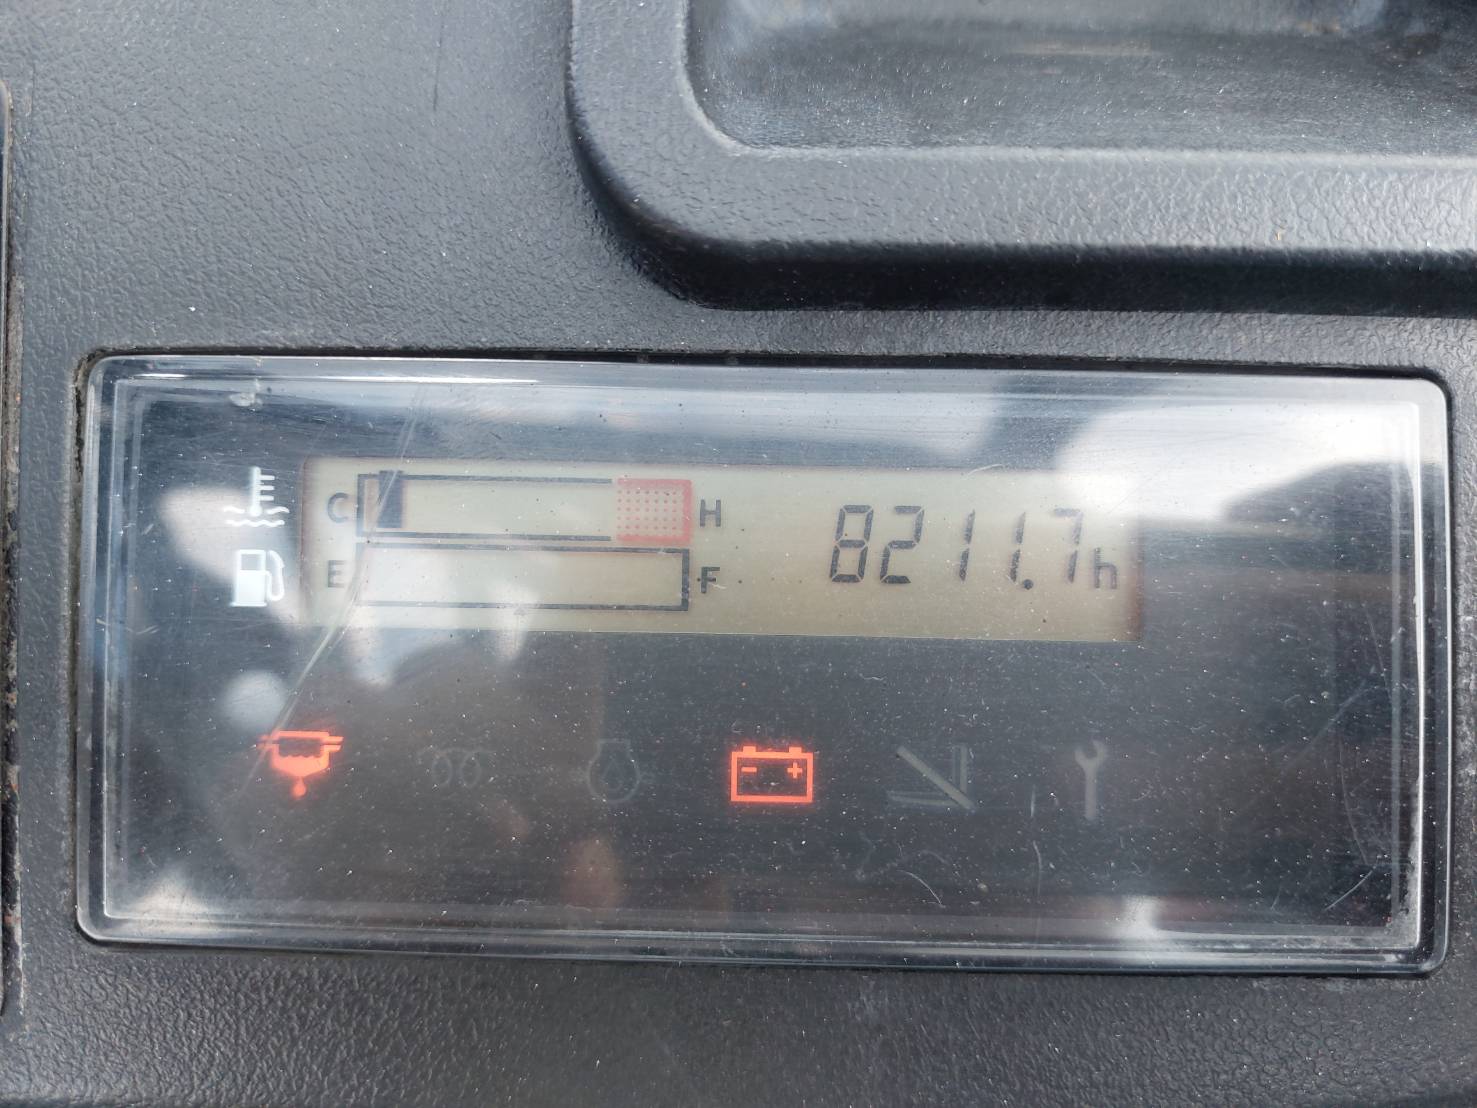 C H 8211.7h
E F
- +